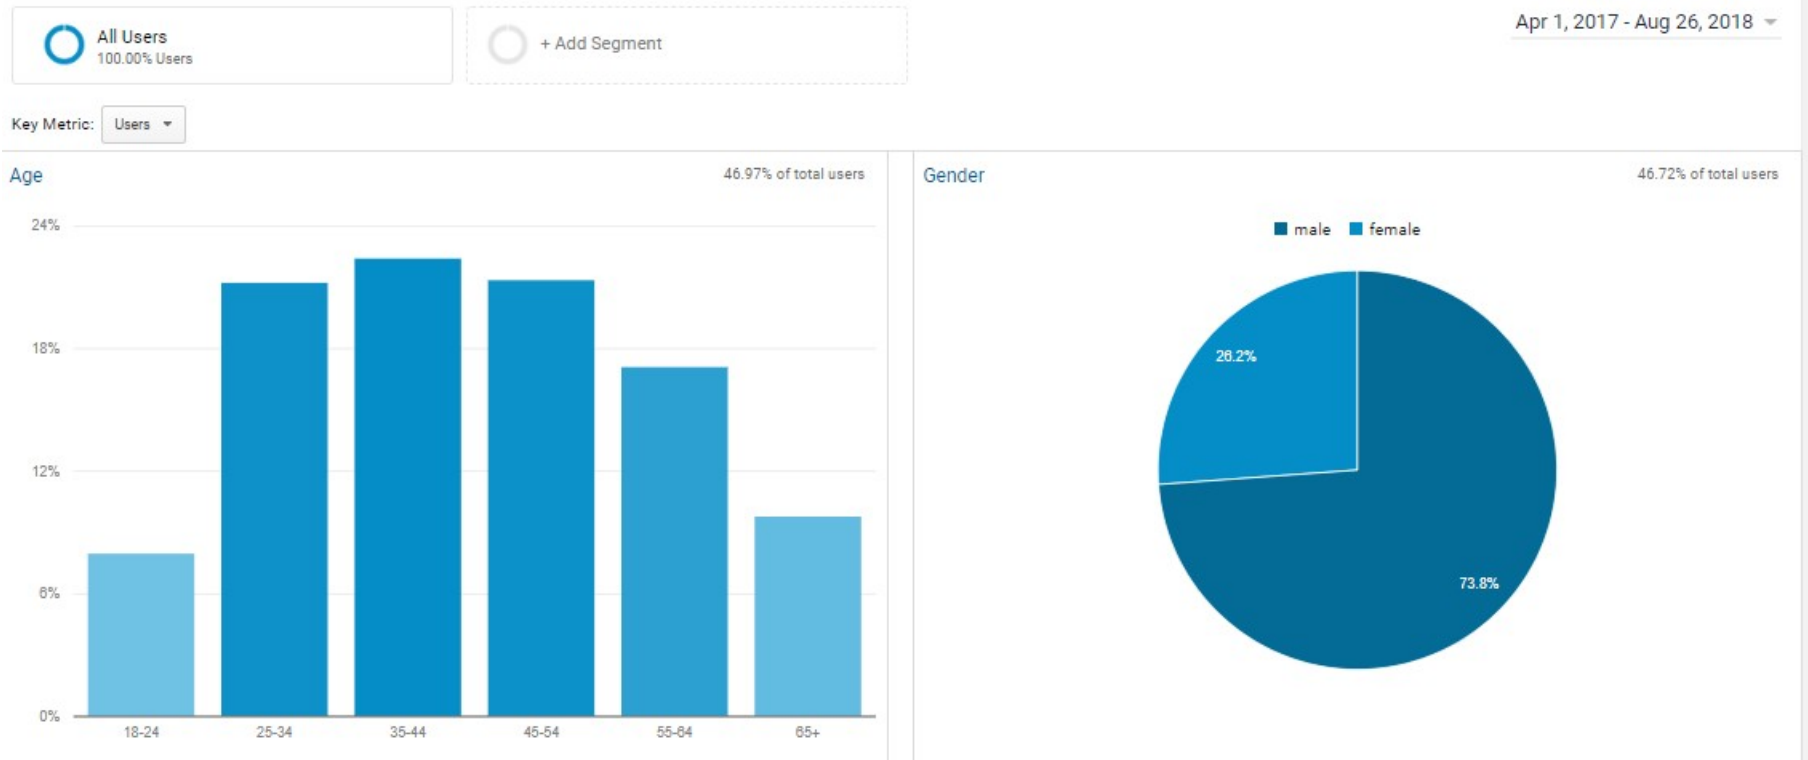 All Users
100.00% Users
+ Add Segment
Apr 1, 2017 - Aug 26, 2018
Key Metric: Users
Age
46.97% of total users
24%
18%
12%
6%
0%
18-24
25-34
35-44
45-54
55-64
65+
Gender
46.72% of total users
male
female
26.2%
73.8%